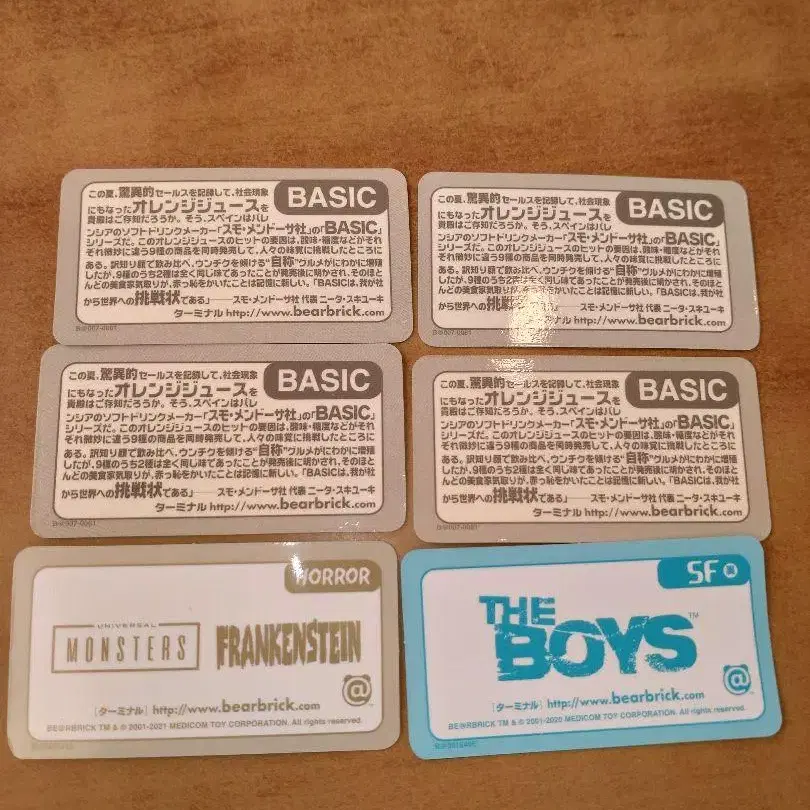 BASIC
この夏、驚異的セールスを記録して、社会現象
にもなったオレンジジュースを
貴殿はご存知だろうか。そう、スペインはバレ
ンシアのソフトドリンクメーカー「スモ・メンドーサ社」の「BASIC」
シリーズだ。このオレンジジュースのヒットの要因は、酸味・糖度などがそれ
ぞれ微妙に違う9種の商品を同時発売して、人々の味覚に挑戦したところに
ある。訳知り顔で飲み比べ、ウンチクを傾ける"自称"グルメがにわかに増殖
したが、9種のうち2種は全く同じ味であったことが発売後に明かされ、そのほと
んどの美食家気取りが、赤っ恥をかいたことは記憶に新しい。「BASICは、我が社
から世界への挑戦状である」——スモ・メンドーサ社 代表 ニータ・スキユーキ
ターミナル http://www.bearbrick.com
BASIC
この夏、驚異的セールスを記録して、社会現象
にもなったオレンジジュースを
貴殿はご存知だろうか。そう、スペインはバレ
ンシアのソフトドリンクメーカー「スモ・メンドーサ社」の「BASIC」
シリーズだ。このオレンジジュースのヒットの要因は、酸味・糖度などがそれ
ぞれ微妙に違う9種の商品を同時発売して、人々の味覚に挑戦したところに
ある。訳知り顔で飲み比べ、ウンチクを傾ける"自称"グルメがにわかに増殖
したが、9種のうち2種は全く同じ味であったことが発売後に明かされ、そのほと
んどの美食家気取りが、赤っ恥をかいたことは記憶に新しい。「BASICは、我が社
から世界への挑戦状である」——スモ・メンドーサ社 代表 ニータ・スキユーキ
ターミナル http://www.bearbrick.com
BASIC
この夏、驚異的セールスを記録して、社会現象
にもなったオレンジジュースを
貴殿はご存知だろうか。そう、スペインはバレ
ンシアのソフトドリンクメーカー「スモ・メンドーサ社」の「BASIC」
シリーズだ。このオレンジジュースのヒットの要因は、酸味・糖度などがそれ
ぞれ微妙に違う9種の商品を同時発売して、人々の味覚に挑戦したところに
ある。訳知り顔で飲み比べ、ウンチクを傾ける"自称"グルメがにわかに増殖
したが、9種のうち2種は全く同じ味であったことが発売後に明かされ、そのほと
んどの美食家気取りが、赤っ恥をかいたことは記憶に新しい。「BASICは、我が社
から世界への挑戦状である」——スモ・メンドーサ社 代表 ニータ・スキユーキ
ターミナル http://www.bearbrick.com
BASIC
この夏、驚異的セールスを記録して、社会現象
にもなったオレンジジュースを
貴殿はご存知だろうか。そう、スペインはバレ
ンシアのソフトドリンクメーカー「スモ・メンドーサ社」の「BASIC」
シリーズだ。このオレンジジュースのヒットの要因は、酸味・糖度などがそれ
ぞれ微妙に違う9種の商品を同時発売して、人々の味覚に挑戦したところに
ある。訳知り顔で飲み比べ、ウンチクを傾ける"自称"グルメがにわかに増殖
したが、9種のうち2種は全く同じ味であったことが発売後に明かされ、そのほと
んどの美食家気取りが、赤っ恥をかいたことは記憶に新しい。「BASICは、我が社
から世界への挑戦状である」——スモ・メンドーサ社 代表 ニータ・スキユーキ
ターミナル http://www.bearbrick.com
HORROR
UNIVERSAL
MONSTERS
FRANKENSTEIN
@
[ターミナル] http://www.bearbrick.com
BE@RBRICK TM & © 2001-2021 MEDICOM TOY CORPORATION. All rights reserved.
SF 裏
THE
BOYS™
@
[ターミナル] http://www.bearbrick.com
BE@RBRICK TM & © 2001-2020 MEDICOM TOY CORPORATION. All rights reserved.